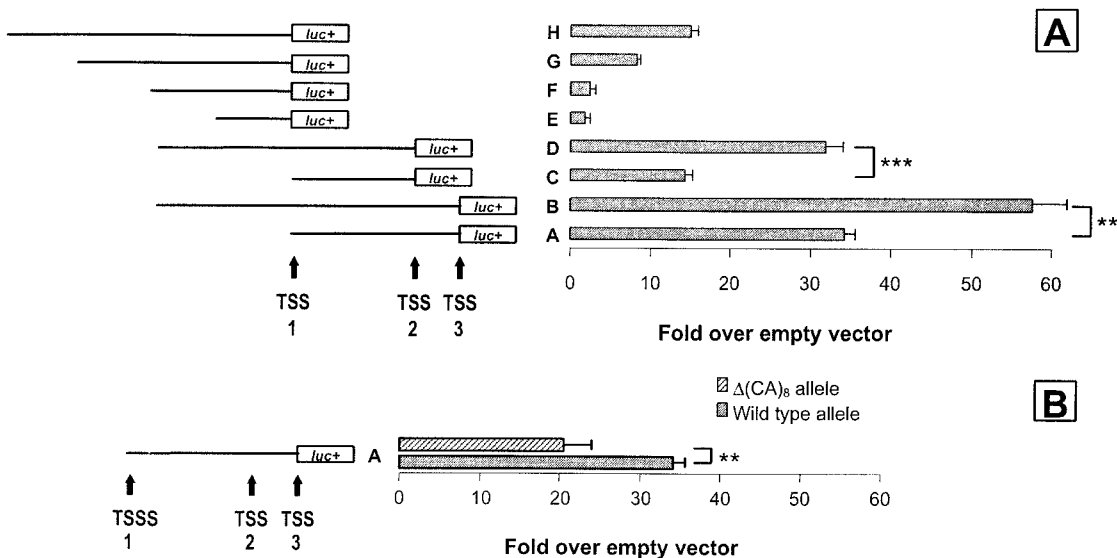 A
luc+ H
luc+ G
luc+ F
luc+ E
luc+ D
luc+ C
luc+ B
luc+ A
***
**
0 10 20 30 40 50 60
TSS 1
TSS 2
TSS 3
Fold over empty vector
B
Δ(CA)₈ allele
Wild type allele
luc+ A
**
0 10 20 30 40 50 60
TSSS 1
TSS 2
TSS 3
Fold over empty vector